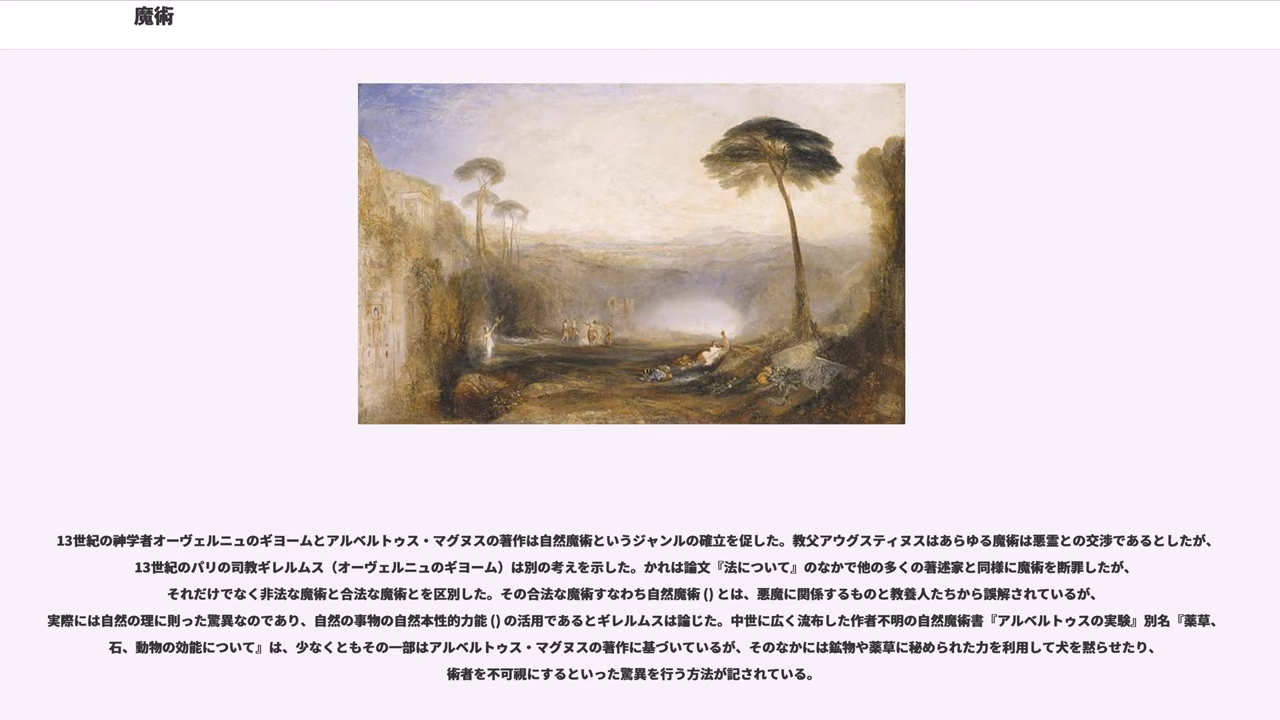 魔術
13世紀の神学者オーヴェルニュのギヨームとアルベルトゥス・マグヌスの著作は自然魔術というジャンルの確立を促した。教父アウグスティヌスはあらゆる魔術は悪霊との交渉であるとしたが、
13世紀のパリの司教ギレルムス（オーヴェルニュのギヨーム）は別の考えを示した。かれは論文『法について』のなかで他の多くの著述家と同様に魔術を断罪したが、
それだけでなく非法な魔術と合法な魔術とを区別した。その合法な魔術すなわち自然魔術 () とは、悪魔に関係するものと教養人たちから誤解されているが、
実際には自然の理に則った驚異なのであり、自然の事物の自然本性的力能 () の活用であるとギレルムスは論じた。中世に広く流布した作者不明の自然魔術書『アルベルトゥスの実験』別名『薬草、
石、動物の効能について』は、少なくともその一部はアルベルトゥス・マグヌスの著作に基づいているが、そのなかには鉱物や薬草に秘められた力を利用して犬を黙らせたり、
術者を不可視にするといった驚異を行う方法が記されている。